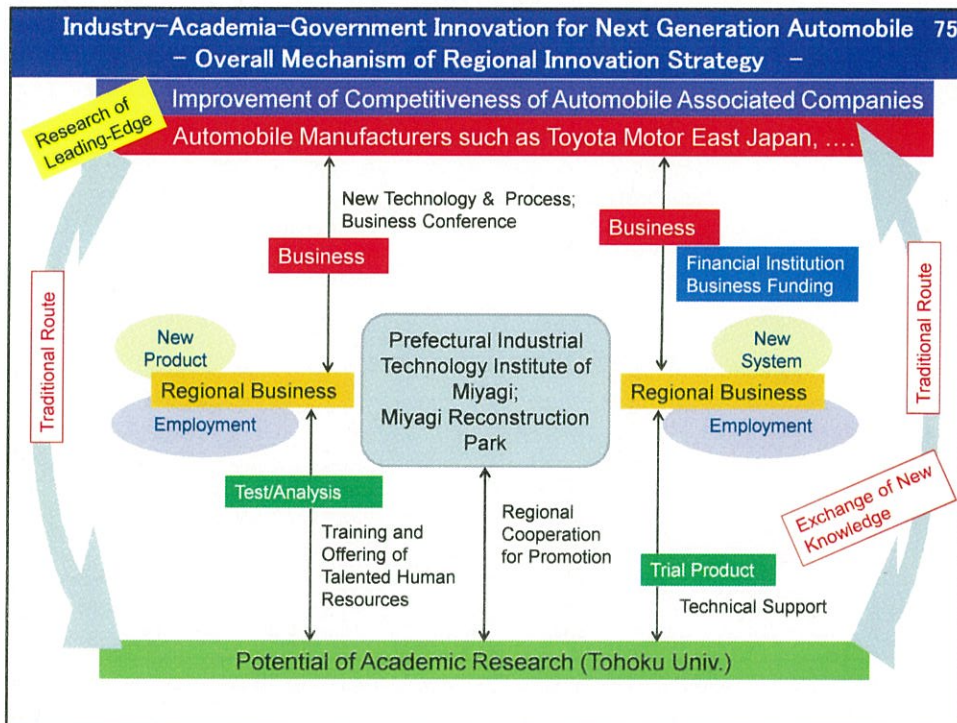 Industry-Academia-Government Innovation for Next Generation Automobile 75
- Overall Mechanism of Regional Innovation Strategy -
Improvement of Competitiveness of Automobile Associated Companies
Research of
Leading-Edge
Automobile Manufacturers such as Toyota Motor East Japan, ....
New Technology & Process;
Business Conference
Business
Business
Financial Institution
Business Funding
Traditional Route
New
Product
Regional Business
Employment
Prefectural Industrial
Technology Institute of
Miyagi;
Miyagi Reconstruction
Park
New
System
Regional Business
Employment
Traditional Route
Test/Analysis
Training and
Offering of
Talented Human
Resources
Regional
Cooperation
for Promotion
Exchange of New
Knowledge
Trial Product
Technical Support
Potential of Academic Research (Tohoku Univ.)